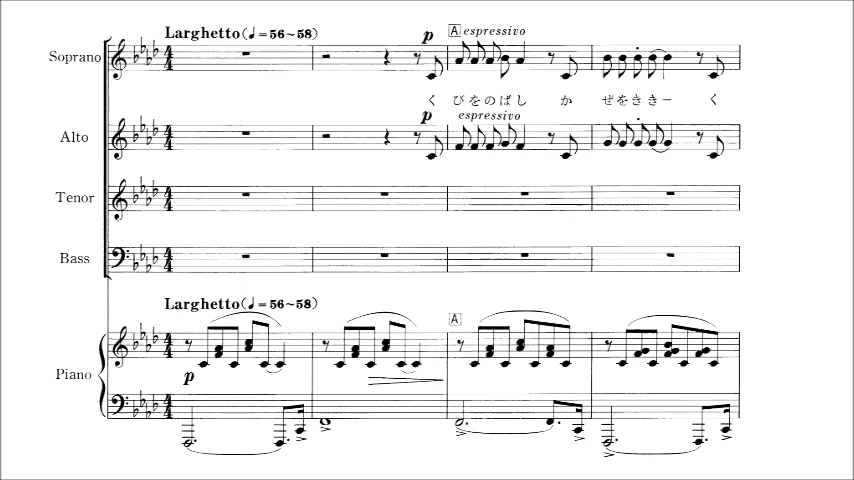 Larghetto(♩=56~58)
p
A espressivo
Soprano
く びをのばし か ぜをきき－ く
p espressivo
Alto
Tenor
Bass
Larghetto(♩=56~58)
A
Piano
p